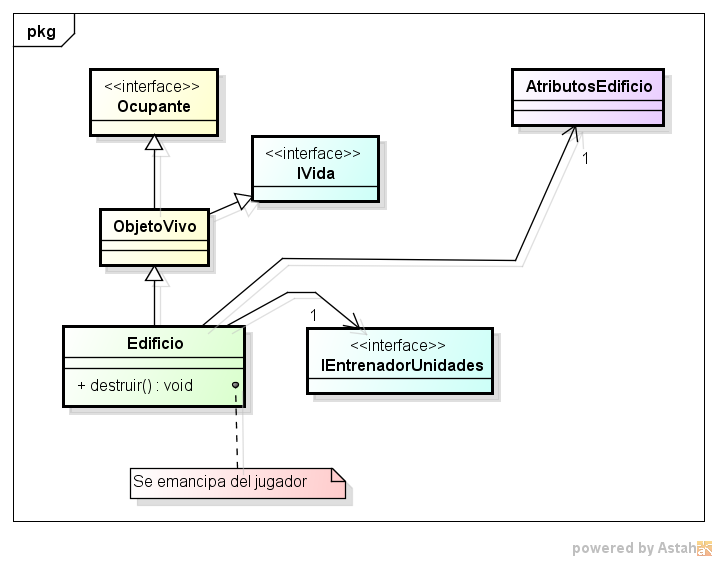 pkg
<<interface>>
Ocupante
AtributosEdificio
<<interface>>
IVida
1
ObjetoVivo
1
Edificio
<<interface>>
IEntrenadorUnidades
+ destruir() : void
Se emancipa del jugador
powered by Astah